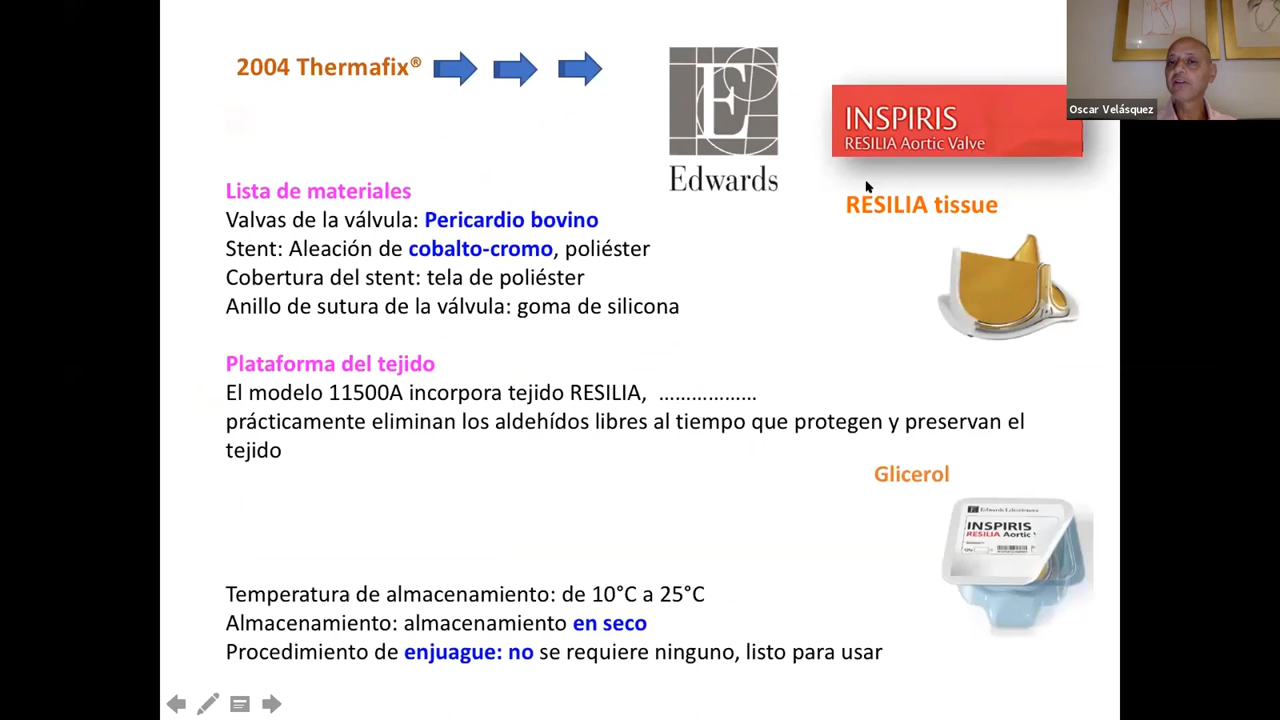 2004 Thermafix®
E
Edwards
INSPIRIS
RESILIA Aortic Valve
Oscar Velásquez
RESILIA tissue
Lista de materiales
Valvas de la válvula: Pericardio bovino
Stent: Aleación de cobalto-cromo, poliéster
Cobertura del stent: tela de poliéster
Anillo de sutura de la válvula: goma de silicona
Plataforma del tejido
El modelo 11500A incorpora tejido RESILIA, ………………
prácticamente eliminan los aldehídos libres al tiempo que protegen y preservan el
tejido
Glicerol
Edwards Lifesciences
INSPIRIS
RESILIA Aortic
Temperatura de almacenamiento: de 10°C a 25°C
Almacenamiento: almacenamiento en seco
Procedimiento de enjuague: no se requiere ninguno, listo para usar